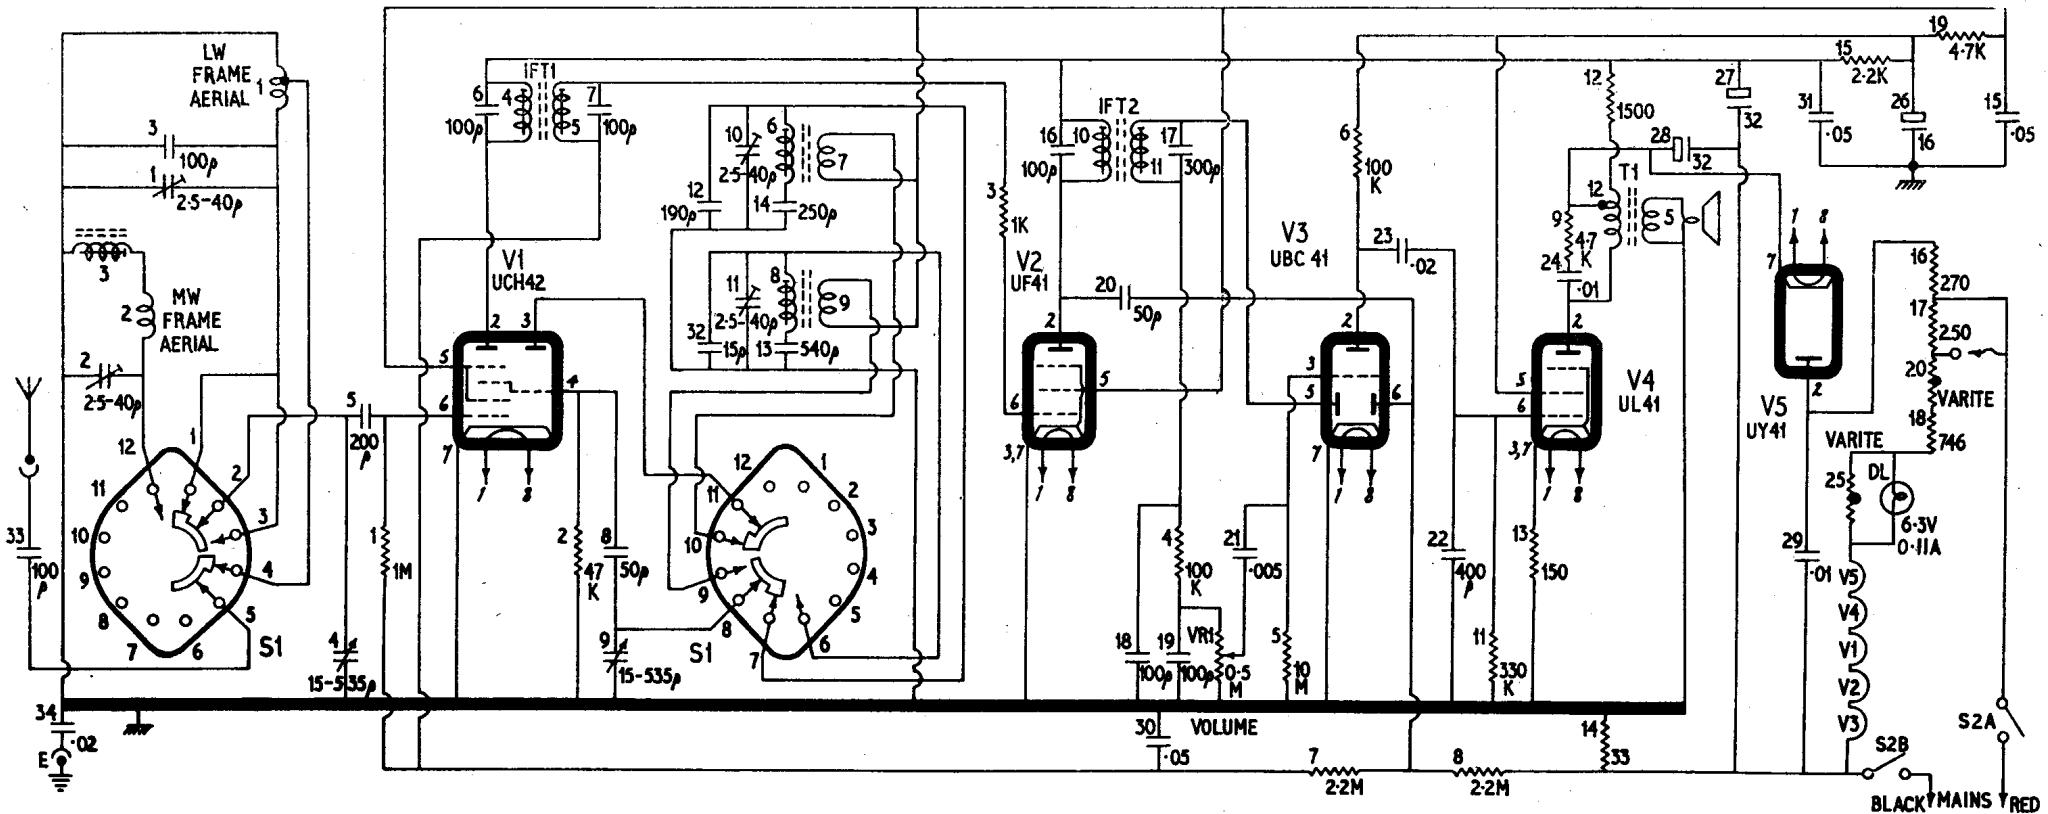 LW
FRAME
AERIAL
1
3
100p
1
2·5-40p
3
MW
FRAME
AERIAL
2
2
2·5-40p
33
100
p
34
·02
E
12
1
2
3
4
5
6
7
8
9
10
11
S1
5
200
p
4
15-535p
1
1M
IFT1
6
100p
4
5
7
100p
V1
UCH42
2
3
5
4
6
7
1
8
2
47
K
8
50p
9
15-535p
10
2·5-40p
6
7
12
190p
14
250p
11
2·5-40p
8
9
32
15p
13
540p
12
1
2
3
4
5
6
7
8
9
10
11
S1
3
1K
IFT2
16
100p
10
11
17
300p
V2
UF41
2
5
6
3,7
1
8
20
50p
4
100
K
18
100p
19
100p
VR1
0·5
M
21
·005
5
10
M
VOLUME
30
·05
6
100
K
V3
UBC 41
2
3
5
6
7
1
8
23
·02
22
400
p
11
330
K
7
2·2M
8
2·2M
14
33
12
1500
28
32
27
32
T1
12
5
9
4·7
K
24
·01
V4
UL41
2
5
6
3,7
1
8
13
150
31
·05
15
2·2K
26
16
19
4·7K
15
·05
1
8
7
2
V5
UY41
29
·01
16
270
17
250
20
VARITE
18
746
VARITE
25
DL
6·3V
0·11A
V5
V4
V1
V2
V3
S2B
S2A
BLACK MAINS RED